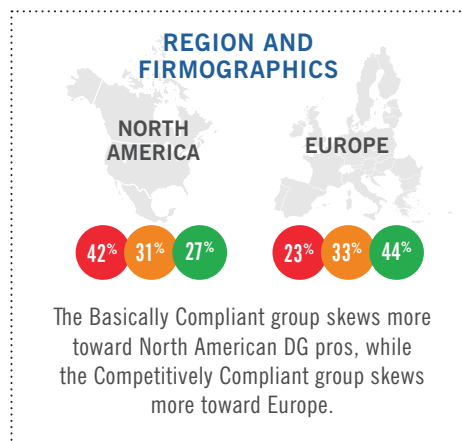 REGION AND
FIRMOGRAPHICS
NORTH
AMERICA
EUROPE
42% 31% 27%
23% 33% 44%
The Basically Compliant group skews more
toward North American DG pros, while
the Competitively Compliant group skews
more toward Europe.